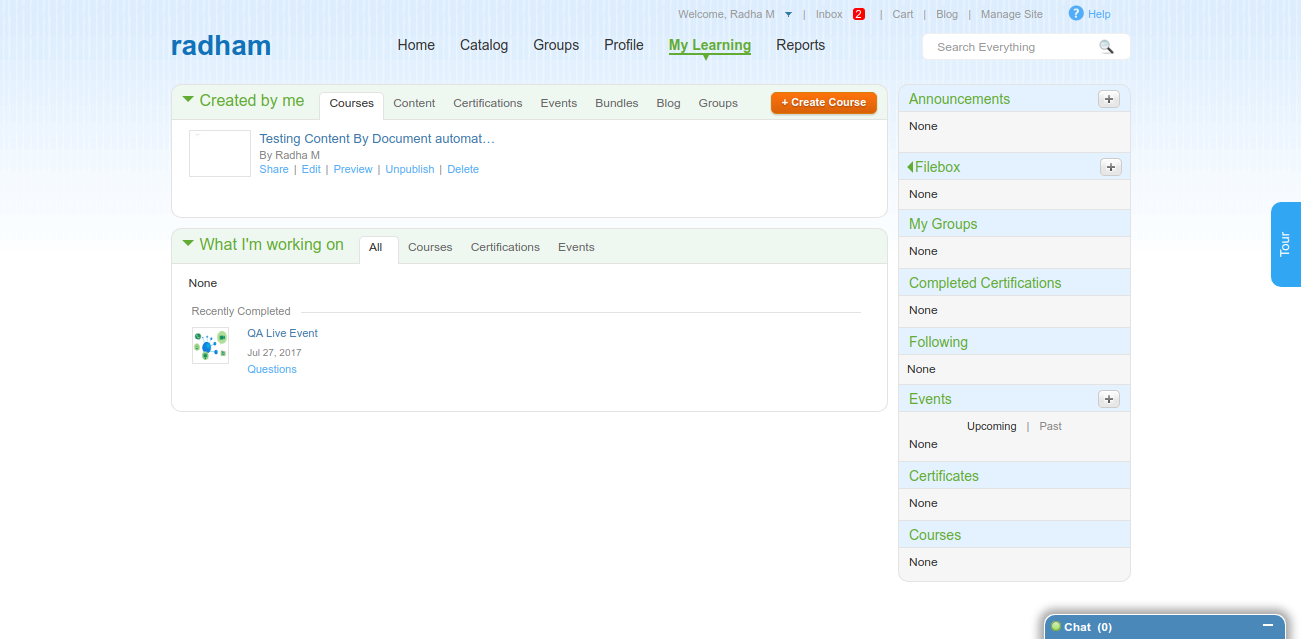 Welcome, Radha M | Inbox 2 | Cart | Blog | Manage Site ? Help
radham
Home Catalog Groups Profile My Learning Reports
Search Everything
Created by me Courses Content Certifications Events Bundles Blog Groups + Create Course
Testing Content By Document automat…
By Radha M
Share | Edit | Preview | Unpublish | Delete
What I'm working on All Courses Certifications Events
None
Recently Completed
QA Live Event
Jul 27, 2017
Questions
Announcements +
None
Filebox +
None
My Groups
None
Completed Certifications
None
Following
None
Events +
Upcoming | Past
None
Certificates
None
Courses
None
Tour
Chat (0)